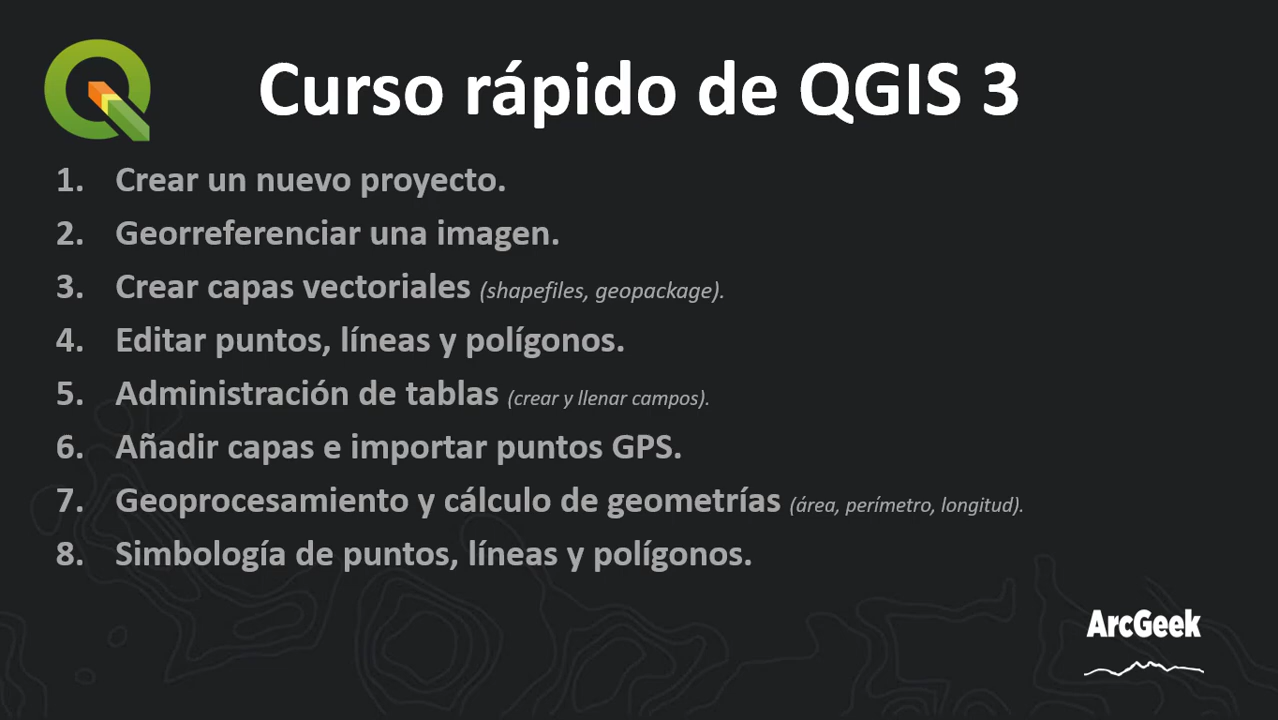 Curso rápido de QGIS 3
1. Crear un nuevo proyecto.
2. Georreferenciar una imagen.
3. Crear capas vectoriales (shapefiles, geopackage).
4. Editar puntos, líneas y polígonos.
5. Administración de tablas (crear y llenar campos).
6. Añadir capas e importar puntos GPS.
7. Geoprocesamiento y cálculo de geometrías (área, perímetro, longitud).
8. Simbología de puntos, líneas y polígonos.
ArcGeek